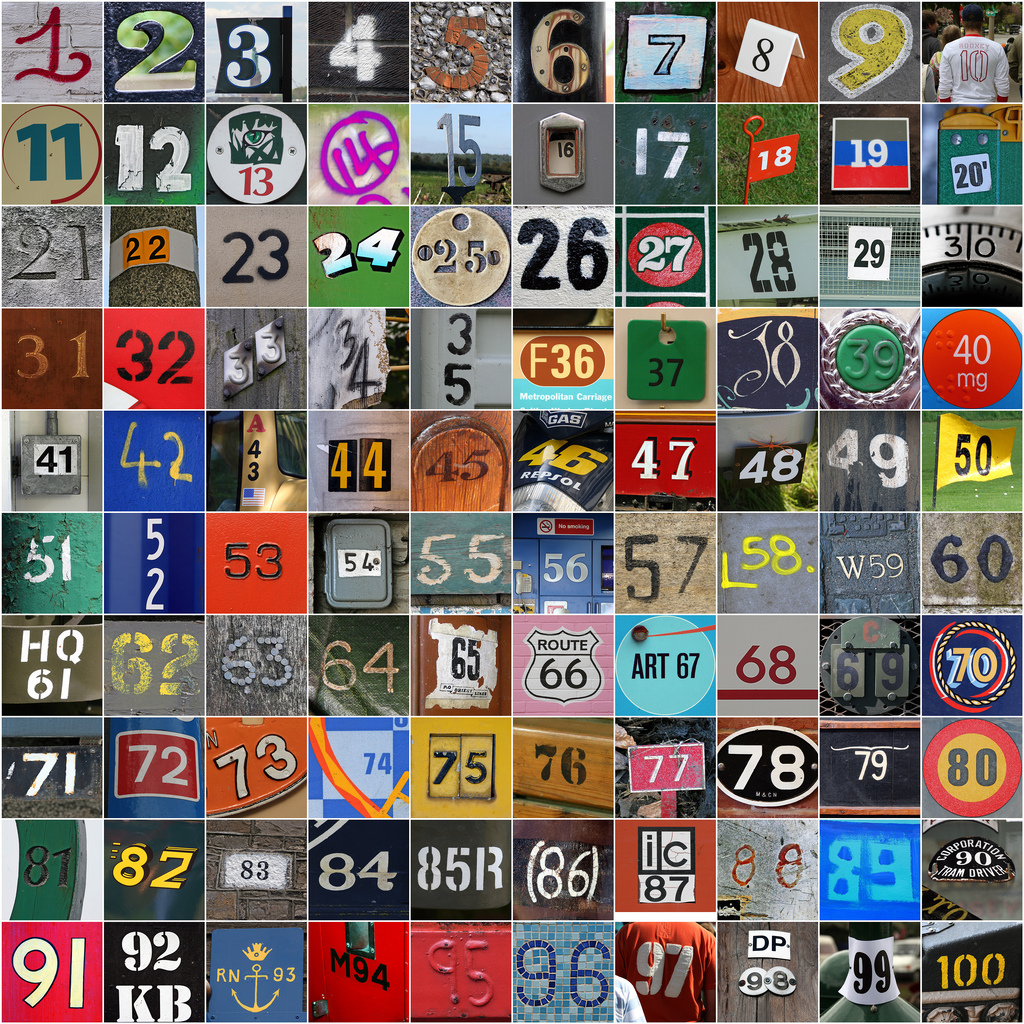 1 2 3 4 5 6 7 8 9 RODNEY 10
11 12 13 14 15 16 17 18 19 20'
21 22 23 24 0250 26 27 28 29 30
31 32 33 34 3 5 F36 Metropolitan Carriage 37 38 39 40 mg
41 42 A 4 3 44 45 GAS 46 REPSOL 47 48 49 50
51 5 2 53 54 55 No smoking 56 57 L58. W59 60
HQ 61 62 63 64 65 ROUTE 66 ART 67 68 C 69 70
71 72 N 73 74 75 76 77 78 M&CN 79 80
81 82 83 84 85R (86) ic 87 88 89 CORPORATION 90 TRAM DRIVER
91 92 KB RN 93 M94 95 96 97 DP 98 99 100